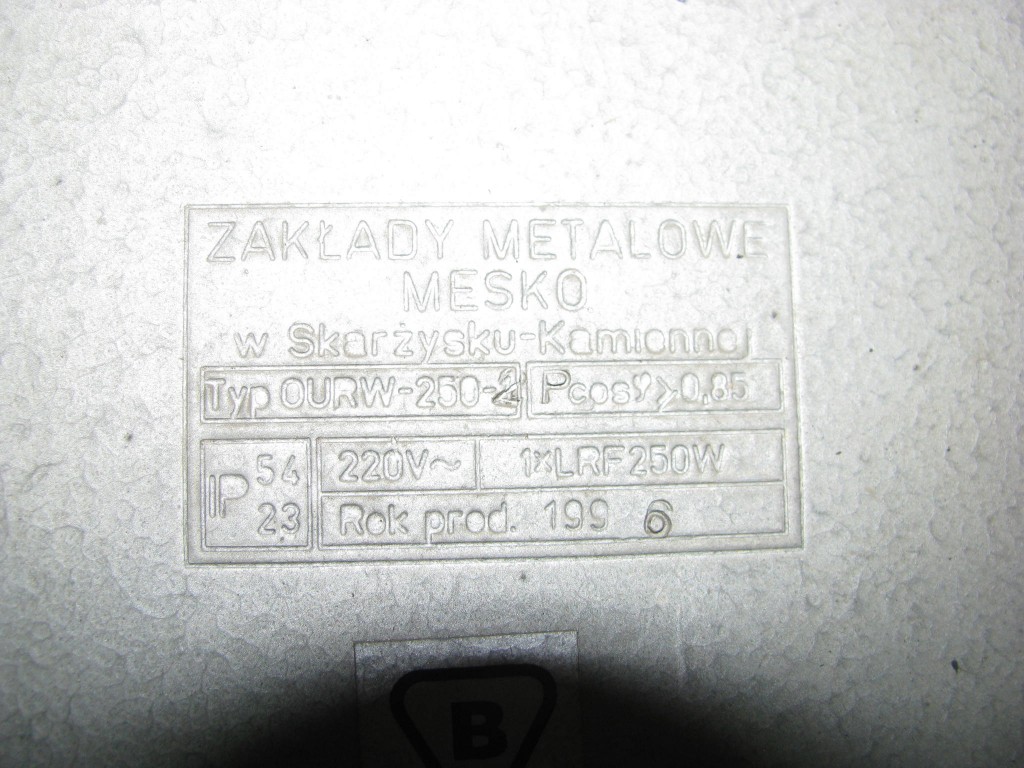 ZAKŁADY METALOWE
MESKO
w Skarżysku-Kamiennej
Typ OURW-250-2 Pcosφ>0,85
IP 54 220V~ 1xLRF250W
23 Rok prod. 199 6
B